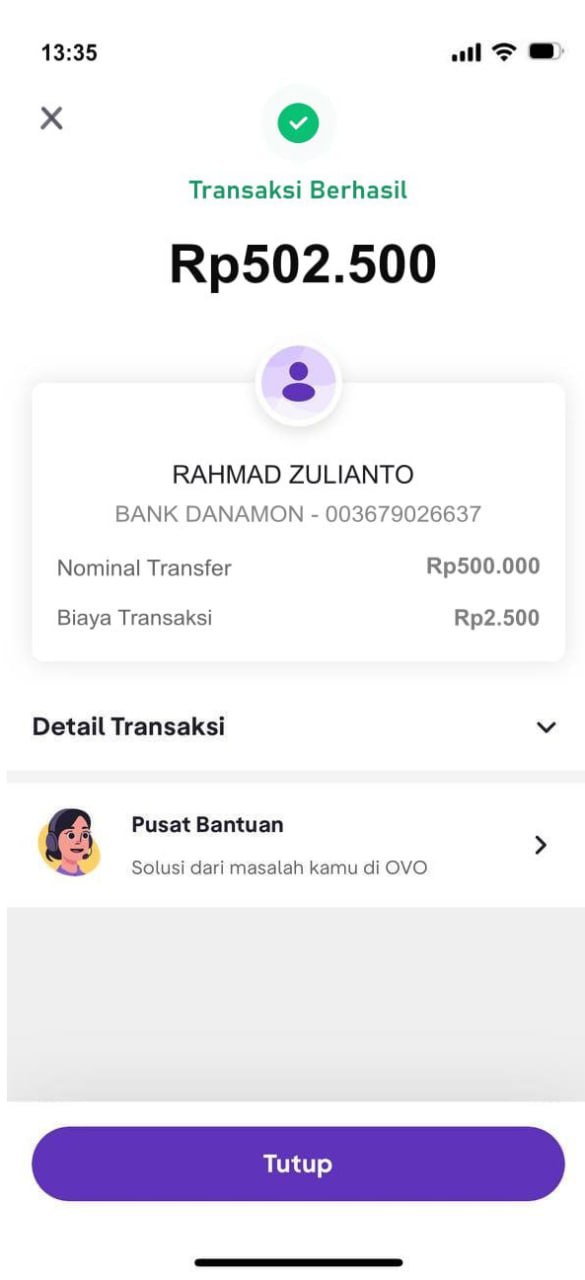 13:35
Transaksi Berhasil
Rp502.500
RAHMAD ZULIANTO
BANK DANAMON - 003679026637
Nominal Transfer Rp500.000
Biaya Transaksi Rp2.500
Detail Transaksi
Pusat Bantuan
Solusi dari masalah kamu di OVO
Tutup